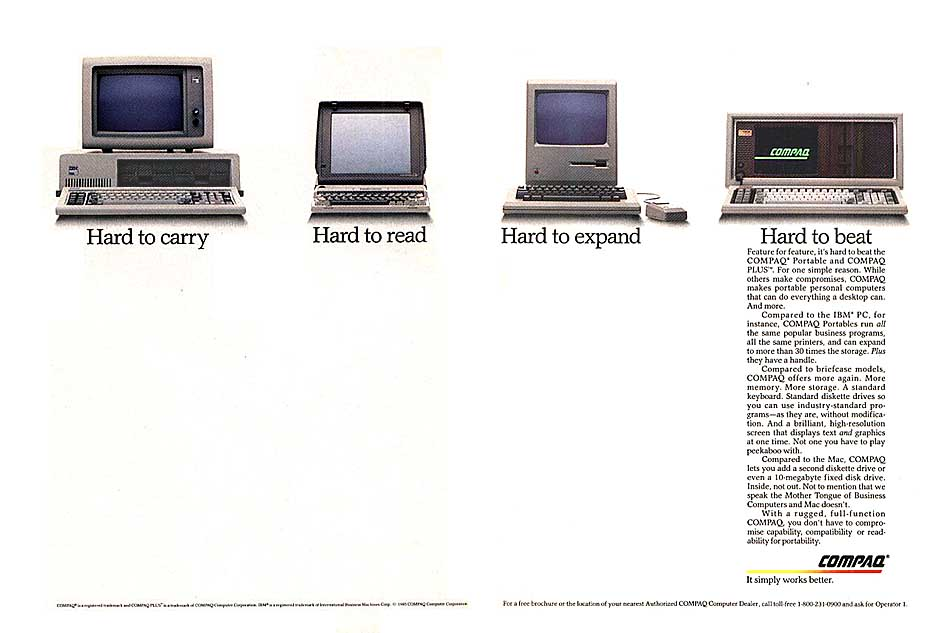 Hard to carry
Hard to read
Hard to expand
COMPAQ
Hard to beat
Feature for feature, it's hard to beat the
COMPAQ® Portable and COMPAQ
PLUS™. For one simple reason. While
others make compromises, COMPAQ
makes portable personal computers
that can do everything a desktop can.
And more.
Compared to the IBM® PC, for
instance, COMPAQ Portables run all
the same popular business programs,
all the same printers, and can expand
to more than 30 times the storage. Plus
they have a handle.
Compared to briefcase models,
COMPAQ offers more again. More
memory. More storage. A standard
keyboard. Standard diskette drives so
you can use industry-standard pro-
grams—as they are, without modifica-
tion. And a brilliant, high-resolution
screen that displays text and graphics
at one time. Not one you have to play
peekaboo with.
Compared to the Mac, COMPAQ
lets you add a second diskette drive or
even a 10-megabyte fixed disk drive.
Inside, not out. Not to mention that we
speak the Mother Tongue of Business
Computers and Mac doesn't.
With a rugged, full-function
COMPAQ, you don't have to compro-
mise capability, compatibility or read-
ability for portability.
COMPAQ®
It simply works better.
COMPAQ® is a registered trademark and COMPAQ PLUS™ is a trademark of COMPAQ Computer Corporation. IBM® is a registered trademark of International Business Machines Corp. © 1985 COMPAQ Computer Corporation
For a free brochure or the location of your nearest Authorized COMPAQ Computer Dealer, call toll-free 1-800-231-0900 and ask for Operator 1.